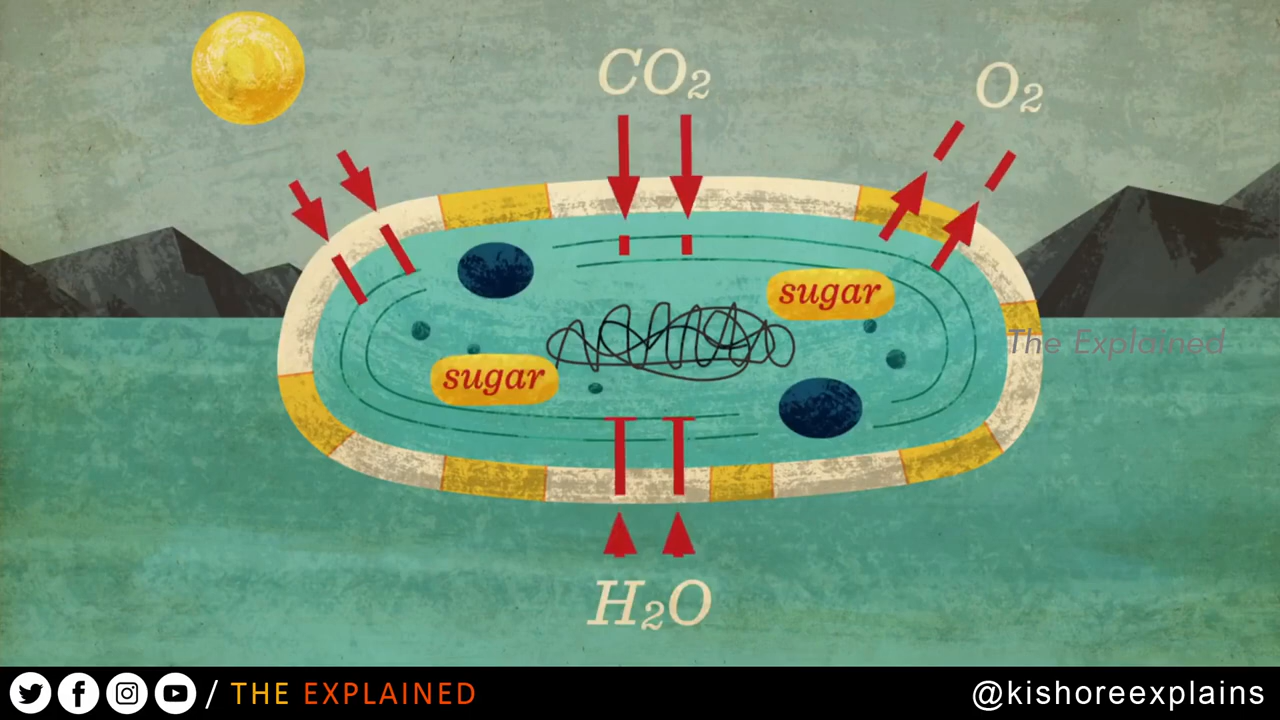 CO₂
O₂
sugar
The Explained
sugar
H₂O
/ THE EXPLAINED
@kishoreexplains